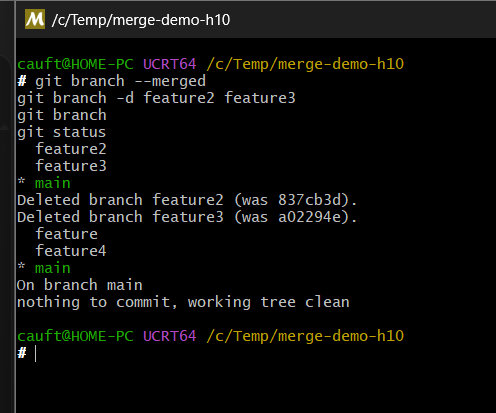 M /c/Temp/merge-demo-h10
cauft@HOME-PC UCRT64 /c/Temp/merge-demo-h10
# git branch --merged
git branch -d feature2 feature3
git branch
git status
  feature2
  feature3
* main
Deleted branch feature2 (was 837cb3d).
Deleted branch feature3 (was a02294e).
  feature
  feature4
* main
On branch main
nothing to commit, working tree clean
cauft@HOME-PC UCRT64 /c/Temp/merge-demo-h10
#